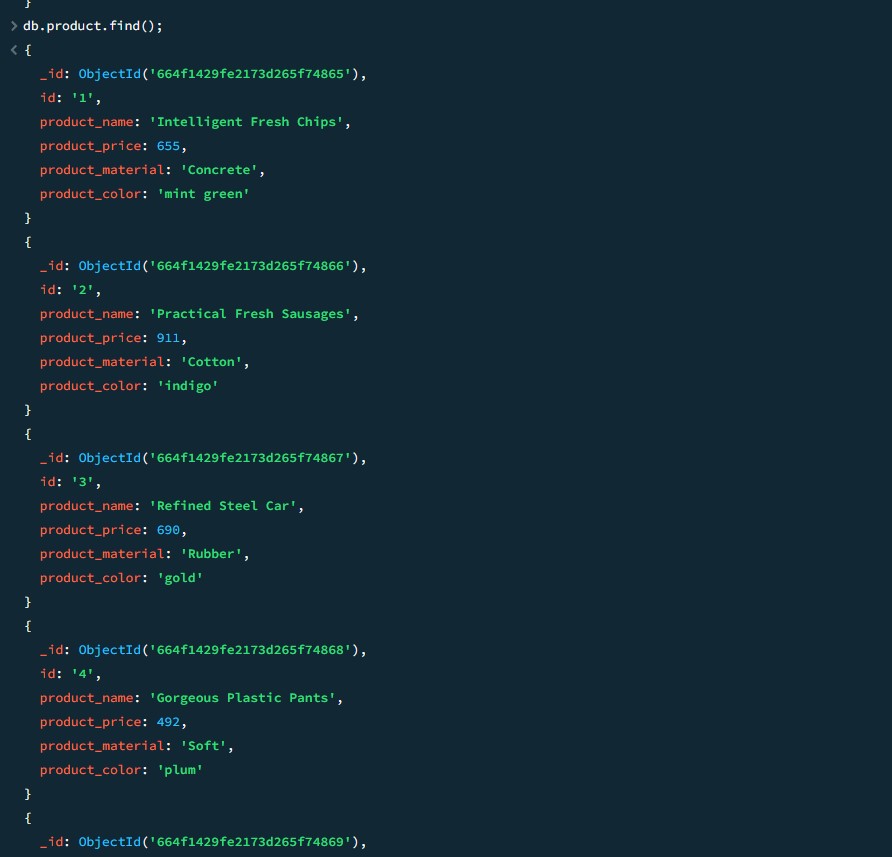 }
> db.product.find();
< {
_id: ObjectId('664f1429fe2173d265f74865'),
id: '1',
product_name: 'Intelligent Fresh Chips',
product_price: 655,
product_material: 'Concrete',
product_color: 'mint green'
}
{
_id: ObjectId('664f1429fe2173d265f74866'),
id: '2',
product_name: 'Practical Fresh Sausages',
product_price: 911,
product_material: 'Cotton',
product_color: 'indigo'
}
{
_id: ObjectId('664f1429fe2173d265f74867'),
id: '3',
product_name: 'Refined Steel Car',
product_price: 690,
product_material: 'Rubber',
product_color: 'gold'
}
{
_id: ObjectId('664f1429fe2173d265f74868'),
id: '4',
product_name: 'Gorgeous Plastic Pants',
product_price: 492,
product_material: 'Soft',
product_color: 'plum'
}
{
_id: ObjectId('664f1429fe2173d265f74869'),